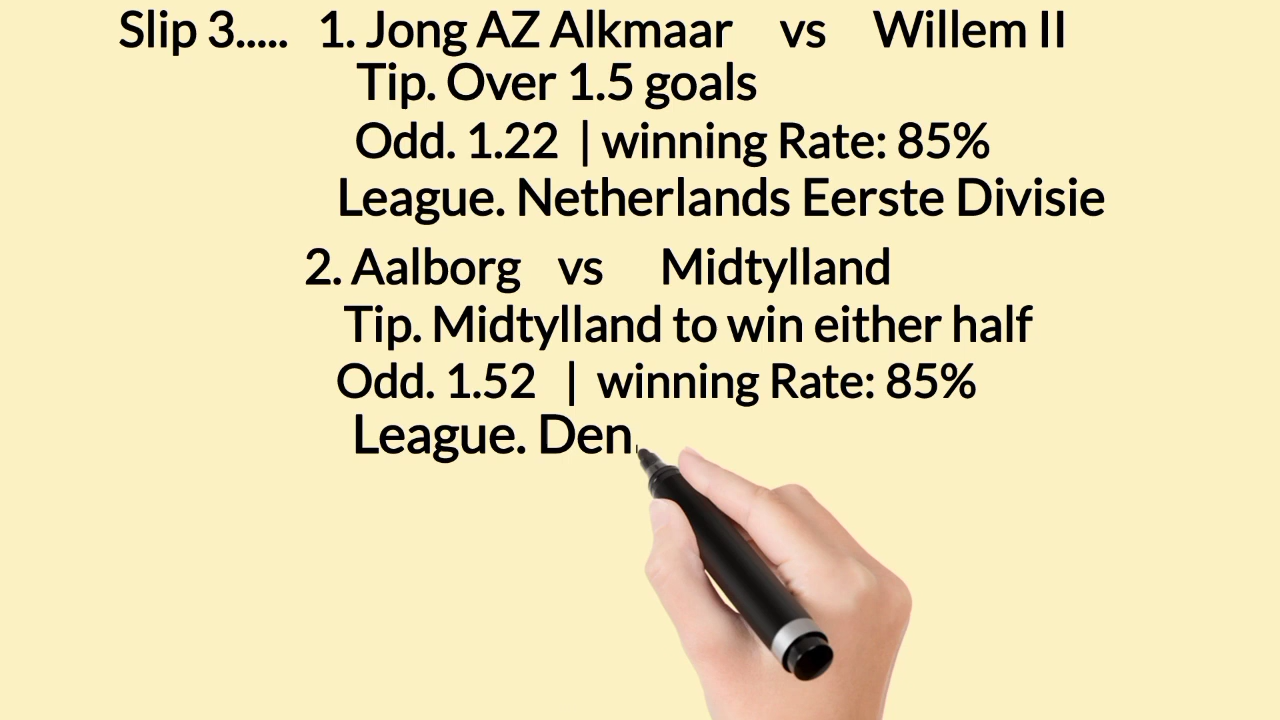 Slip 3..... 1. Jong AZ Alkmaar vs Willem II
Tip. Over 1.5 goals
Odd. 1.22 | winning Rate: 85%
League. Netherlands Eerste Divisie
2. Aalborg vs Midtylland
Tip. Midtylland to win either half
Odd. 1.52 | winning Rate: 85%
League. Den